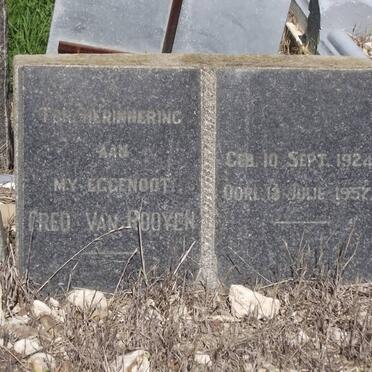 TER HERINNERING
AAN
MY EGGENOOT
FRED VAN ROOYEN
GEB. 10 SEPT. 1924
OORL. 13 JULIE 1957